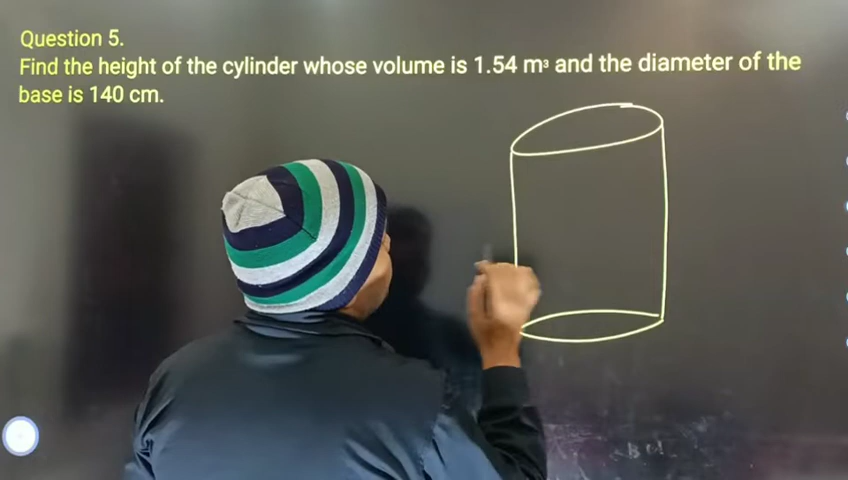 Question 5.
Find the height of the cylinder whose volume is 1.54 m³ and the diameter of the
base is 140 cm.